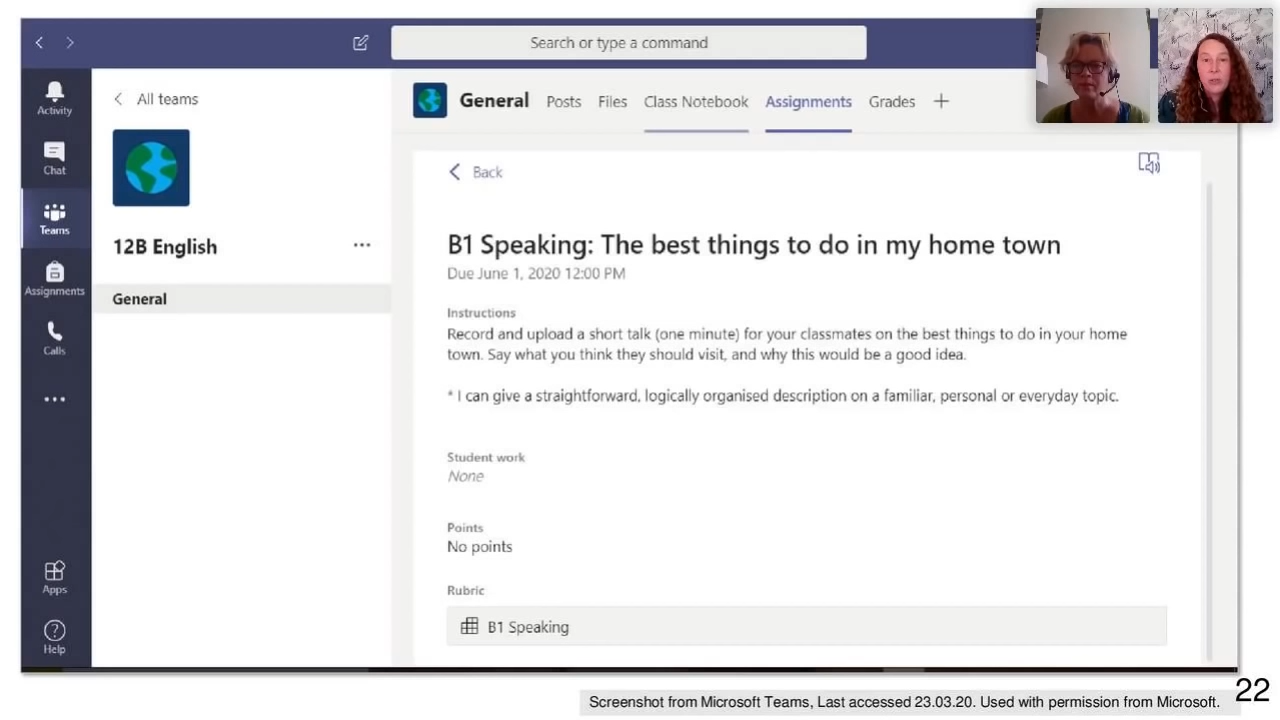 Search or type a command
Activity
Chat
Teams
Assignments
Calls
Apps
Help
All teams
12B English
General
General Posts Files Class Notebook Assignments Grades
Back
B1 Speaking: The best things to do in my home town
Due June 1, 2020 12:00 PM
Instructions
Record and upload a short talk (one minute) for your classmates on the best things to do in your home
town. Say what you think they should visit, and why this would be a good idea.
* I can give a straightforward, logically organised description on a familiar, personal or everyday topic.
Student work
None
Points
No points
Rubric
B1 Speaking
Screenshot from Microsoft Teams, Last accessed 23.03.20. Used with permission from Microsoft.
22